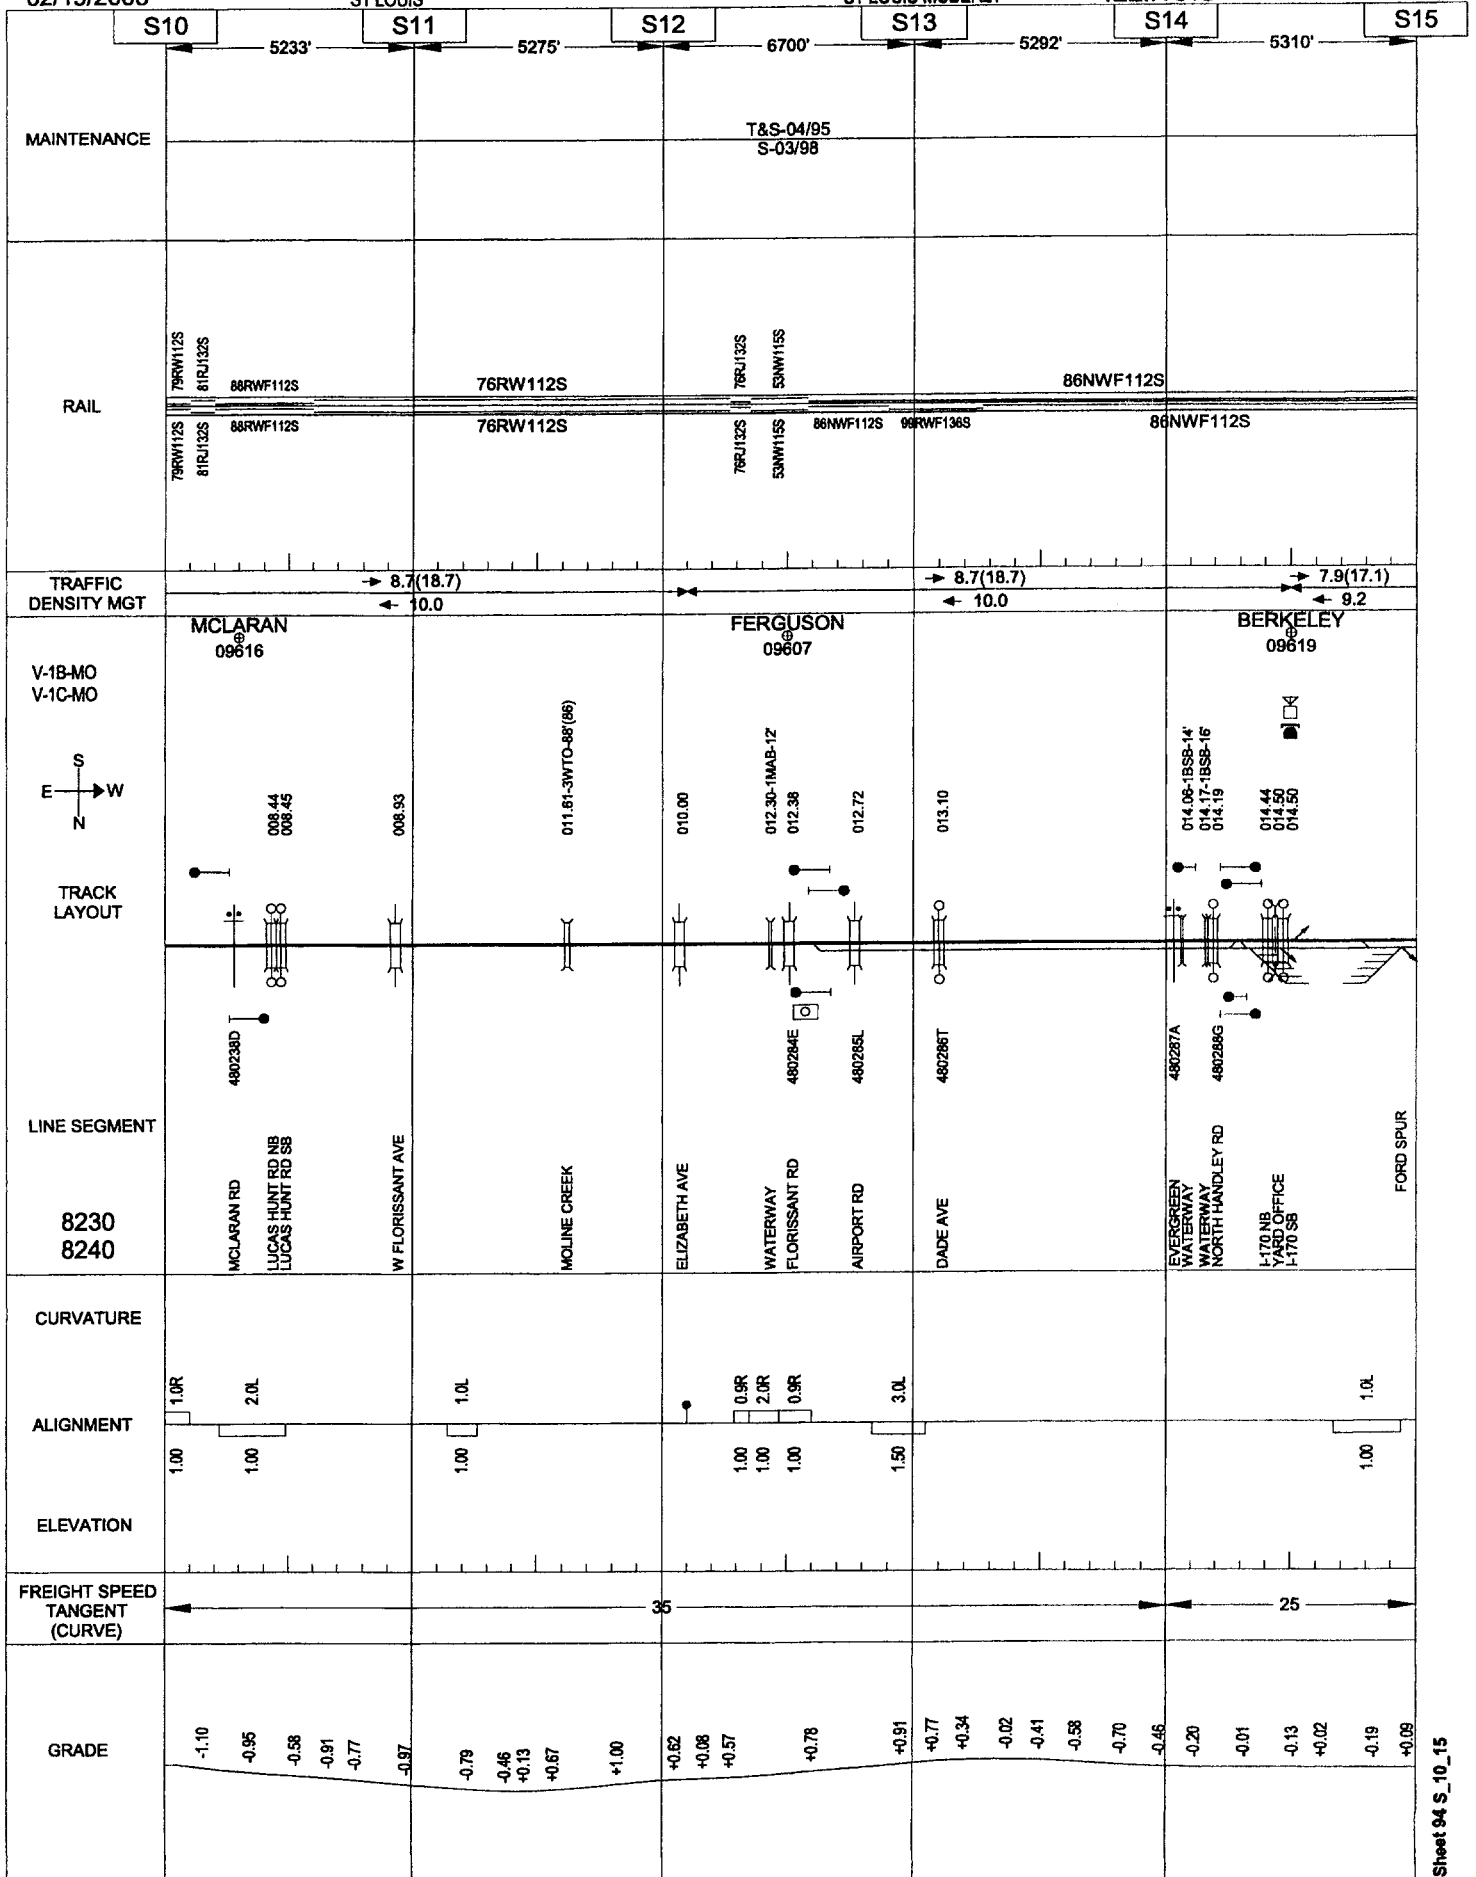 S10 S11 S12 S13 S14 S15
5233' 5275' 6700' 5292' 5310'
MAINTENANCE
T&S-04/95
S-03/98
RAIL
79RW112S 81RJ132S 88RWF112S 76RW112S 76RJ132S 53NW115S 86NWF112S
79RW112S 81RJ132S 88RWF112S 76RW112S 76RJ132S 53NW115S 86NWF112S 99RWF136S 86NWF112S
TRAFFIC
DENSITY MGT
8.7(18.7) 8.7(18.7) 7.9(17.1)
10.0 10.0 9.2
MCLARAN FERGUSON BERKELEY
09616 09607 09619
V-1B-MO
V-1C-MO
S
E W
N
008.44
008.45
008.93
011.61-3WTO-88'(86)
010.00
012.30-1MAB-12'
012.38
012.72
013.10
014.06-1BSB-14'
014.17-1BSB-16'
014.19
014.44
014.50
014.50
TRACK
LAYOUT
480238D
480284E
480285L
480286T
480287A
480288G
LINE SEGMENT
8230
8240
MCLARAN RD
LUCAS HUNT RD NB
LUCAS HUNT RD SB
W FLORISSANT AVE
MOLINE CREEK
ELIZABETH AVE
WATERWAY
FLORISSANT RD
AIRPORT RD
DADE AVE
EVERGREEN
WATERWAY
WATERWAY
NORTH HANDLEY RD
I-170 NB
YARD OFFICE
I-170 SB
FORD SPUR
CURVATURE
1.0R 2.0L 1.0L 0.9R 2.0R 0.9R 3.0L 1.0L
ALIGNMENT
1.00 1.00 1.00 1.00 1.00 1.00 1.50 1.00
ELEVATION
FREIGHT SPEED
TANGENT
(CURVE)
35 25
GRADE
-1.10 -0.95 -0.58 -0.91 -0.77 -0.97 -0.79 -0.46 +0.13 +0.67 +1.00 +0.62 +0.08 +0.57 +0.78 +0.91 +0.77 +0.34 -0.02 -0.41 -0.58 -0.70 -0.46 -0.20 -0.01 -0.13 +0.02 -0.19 +0.09
Sheet 94 S_10_15